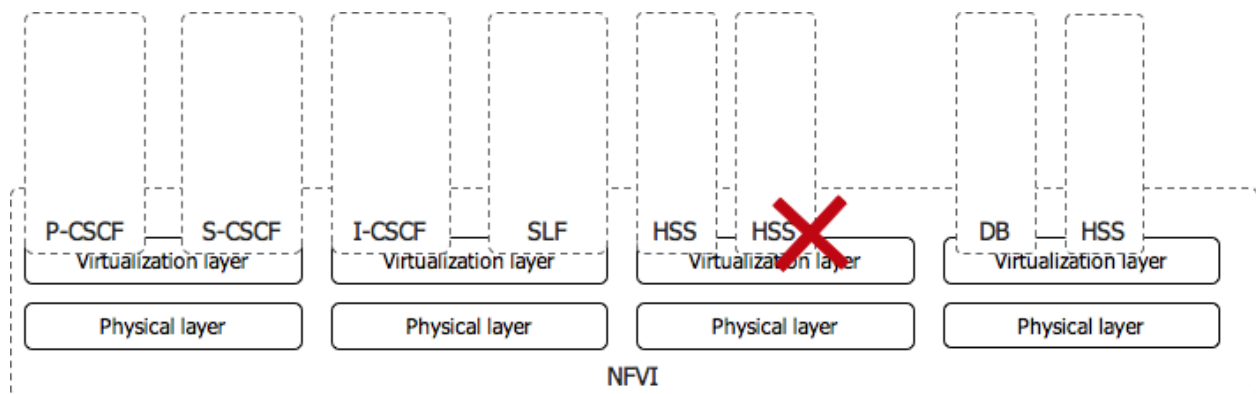 P-CSCF S-CSCF I-CSCF SLF HSS HSS DB HSS
Virtualization layer Virtualization layer Virtualization layer Virtualization layer
Physical layer Physical layer Physical layer Physical layer
NFVI